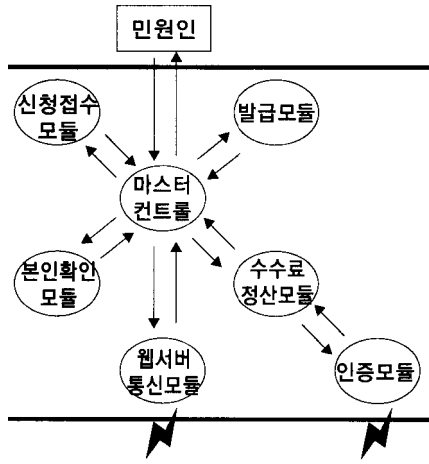 민원인
신청접수
모듈
발급모듈
마스터
컨트롤
본인확인
모듈
수수료
정산모듈
웹서버
통신모듈
인증모듈